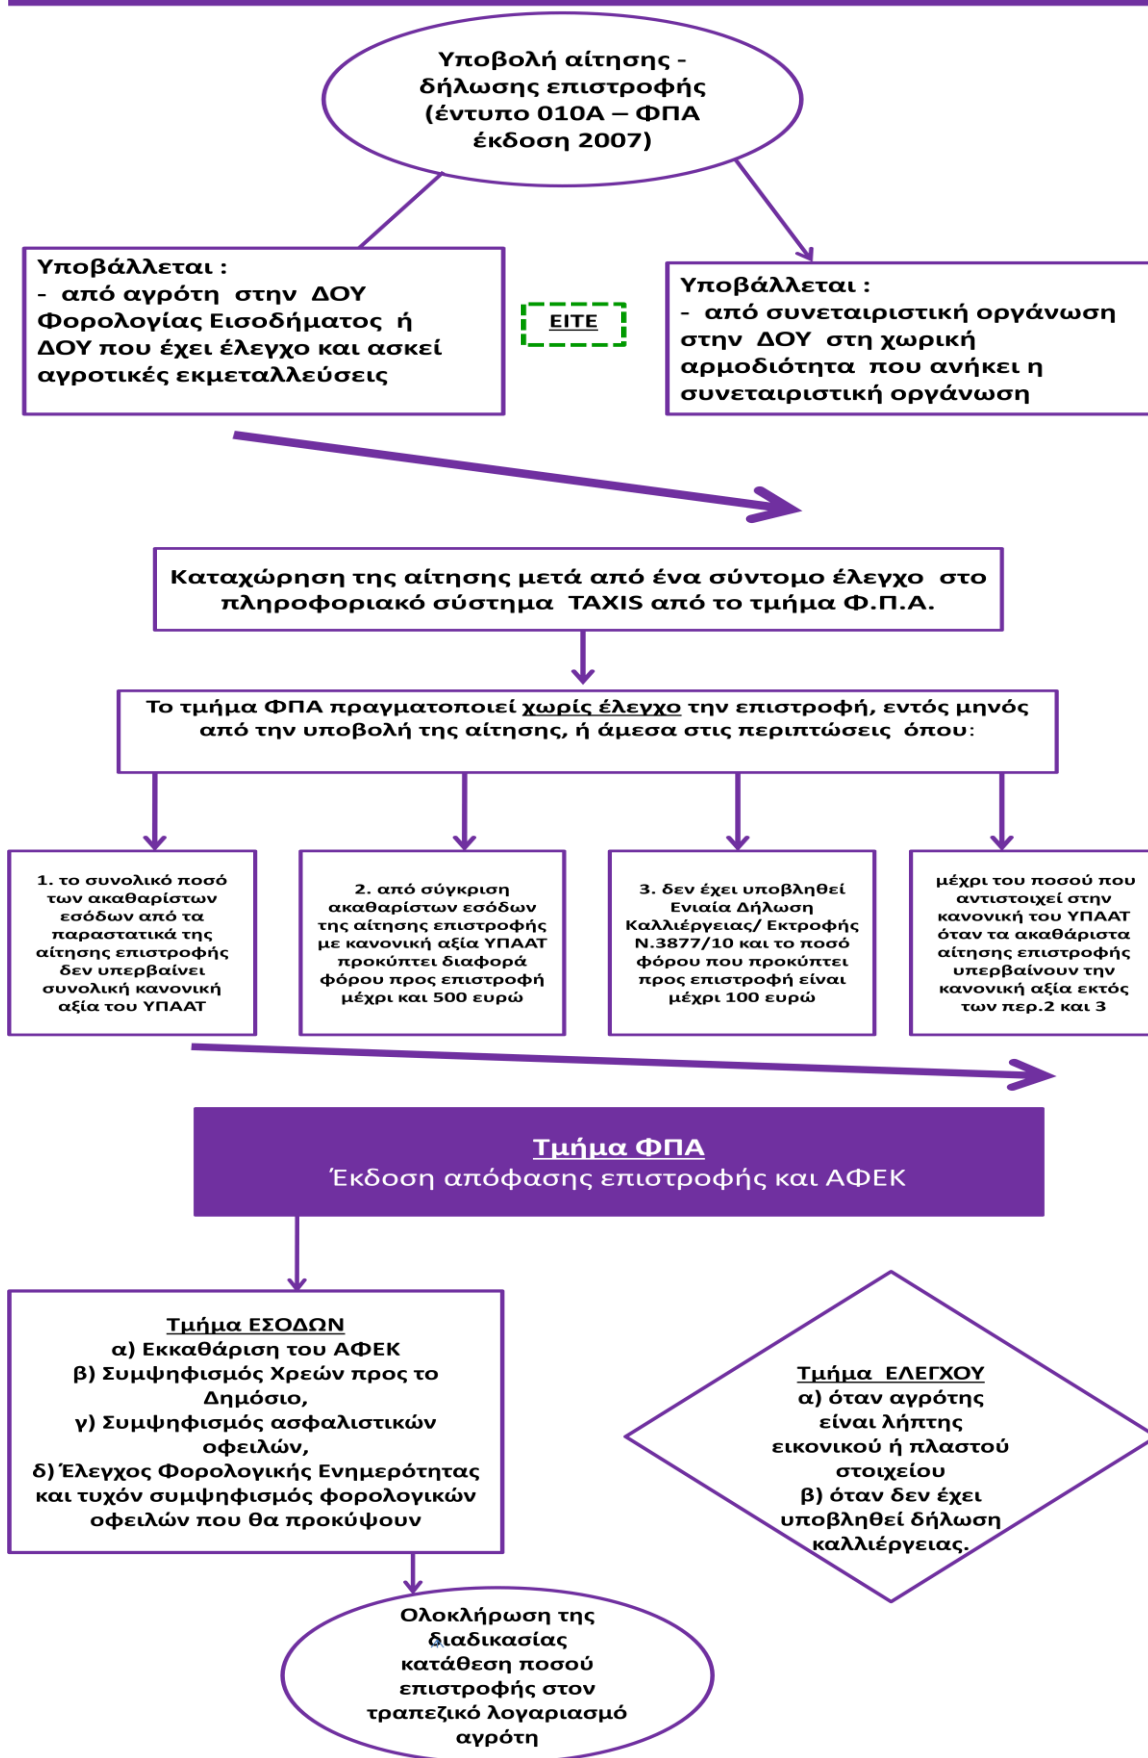 Υποβολή αίτησης -
δήλωσης επιστροφής
(έντυπο 010Α – ΦΠΑ
έκδοση 2007)
Υποβάλλεται :
- από αγρότη στην ΔΟΥ
Φορολογίας Εισοδήματος ή
ΔΟΥ που έχει έλεγχο και ασκεί
αγροτικές εκμεταλλεύσεις
ΕΙΤΕ
Υποβάλλεται :
- από συνεταιριστική οργάνωση
στην ΔΟΥ στη χωρική
αρμοδιότητα που ανήκει η
συνεταιριστική οργάνωση
Καταχώρηση της αίτησης μετά από ένα σύντομο έλεγχο στο
πληροφοριακό σύστημα TAXIS από το τμήμα Φ.Π.Α.
Το τμήμα ΦΠΑ πραγματοποιεί χωρίς έλεγχο την επιστροφή, εντός μηνός
από την υποβολή της αίτησης, ή άμεσα στις περιπτώσεις όπου:
1. το συνολικό ποσό
των ακαθαρίστων
εσόδων από τα
παραστατικά της
αίτησης επιστροφής
δεν υπερβαίνει
συνολική κανονική
αξία του ΥΠΑΑΤ
2. από σύγκριση
ακαθαρίστων εσόδων
της αίτησης επιστροφής
με κανονική αξία ΥΠΑΑΤ
προκύπτει διαφορά
φόρου προς επιστροφή
μέχρι και 500 ευρώ
3. δεν έχει υποβληθεί
Ενιαία Δήλωση
Καλλιέργειας/ Εκτροφής
Ν.3877/10 και το ποσό
φόρου που προκύπτει
προς επιστροφή είναι
μέχρι 100 ευρώ
μέχρι του ποσού που
αντιστοιχεί στην
κανονική του ΥΠΑΑΤ
όταν τα ακαθάριστα
αίτησης επιστροφής
υπερβαίνουν την
κανονική αξία εκτός
των περ.2 και 3
Τμήμα ΦΠΑ
Έκδοση απόφασης επιστροφής και ΑΦΕΚ
Τμήμα ΕΣΟΔΩΝ
α) Εκκαθάριση του ΑΦΕΚ
β) Συμψηφισμός Χρεών προς το
Δημόσιο,
γ) Συμψηφισμός ασφαλιστικών
οφειλών,
δ) Έλεγχος Φορολογικής Ενημερότητας
και τυχόν συμψηφισμός φορολογικών
οφειλών που θα προκύψουν
Τμήμα ΕΛΕΓΧΟΥ
α) όταν αγρότης
είναι λήπτης
εικονικού ή πλαστού
στοιχείου
β) όταν δεν έχει
υποβληθεί δήλωση
καλλιέργειας.
Ολοκλήρωση της
διαδικασίας
κατάθεση ποσού
επιστροφής στον
τραπεζικό λογαριασμό
αγρότη